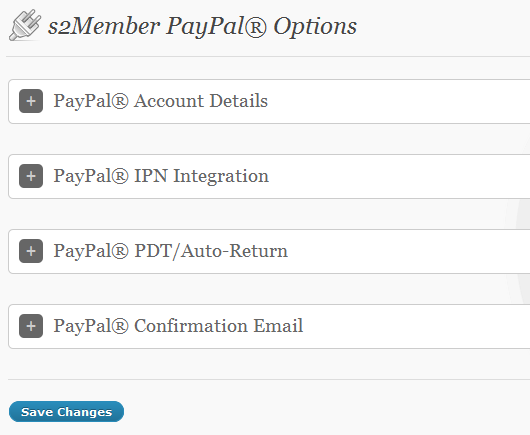 s2Member PayPal® Options
+ PayPal® Account Details
+ PayPal® IPN Integration
+ PayPal® PDT/Auto-Return
+ PayPal® Confirmation Email
Save Changes